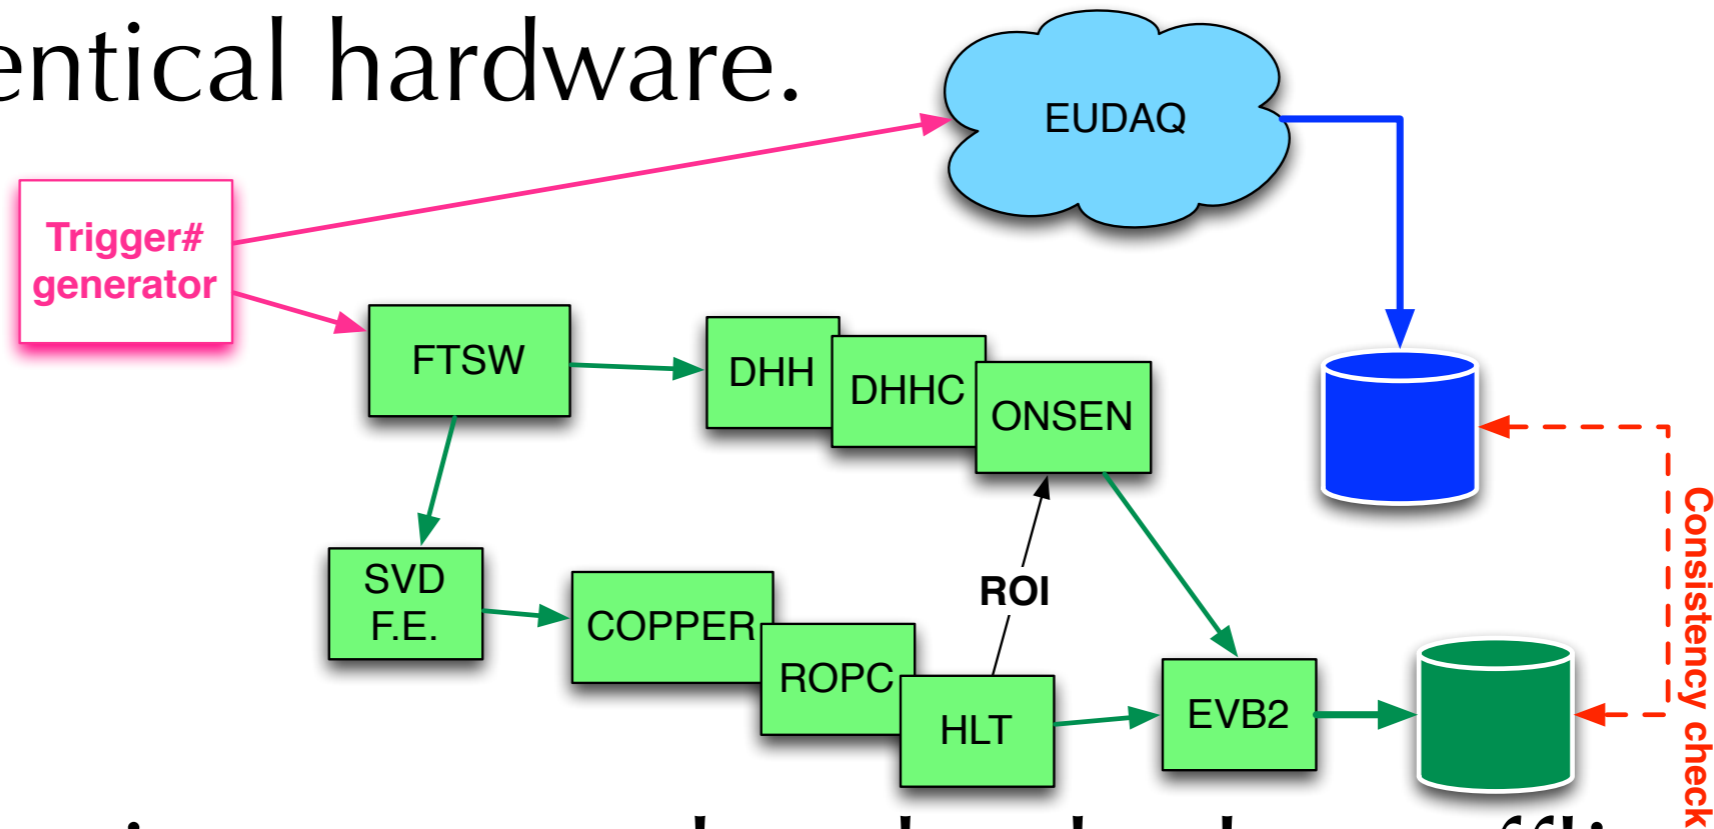 entical hardware.
EUDAQ
Trigger#
generator
FTSW
DHH
DHHC
ONSEN
SVD
F.E.
COPPER
ROPC
HLT
ROI
EVB2
Consistency check